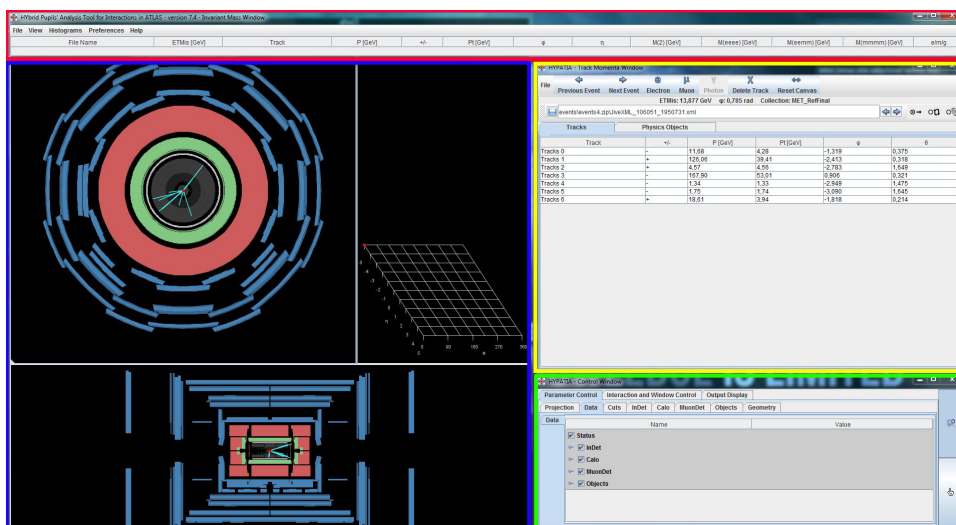 HYbrid Pupils' Analysis Tool for Interactions in ATLAS - version 7.4 - Invariant Mass Window
File View Histograms Preferences Help
File Name ETMis [GeV] Track P [GeV] +/- Pt [GeV] φ η M(2) [GeV] M(eeee) [GeV] M(eemm) [GeV] M(mmmm) [GeV] e/m/g
HYPATIA - Track Momenta Window
File Previous Event Next Event Electron Muon Photon Delete Track Reset Canvas
ETMis: 13,877 GeV φ: 0,785 rad Collection: MET_RefFinal
events\events4.zip\JiveXML_106051_1950731.xml
Tracks Physics Objects
Track +/- P [GeV] Pt [GeV] φ θ
Tracks 0 - 11,68 4,28 -1,319 0,375
Tracks 1 + 126,06 39,41 -2,413 0,318
Tracks 2 + 4,57 4,56 -2,783 1,649
Tracks 3 - 167,90 53,01 0,906 0,321
Tracks 4 - 1,34 1,33 -2,949 1,475
Tracks 5 - 1,75 1,74 -3,090 1,645
Tracks 6 + 18,61 3,94 -1,818 0,214
HYPATIA - Control Window
Parameter Control Interaction and Window Control Output Display
Projection Data Cuts InDet Calo MuonDet Objects Geometry
Data Name Value
Status
InDet
Calo
MuonDet
Objects